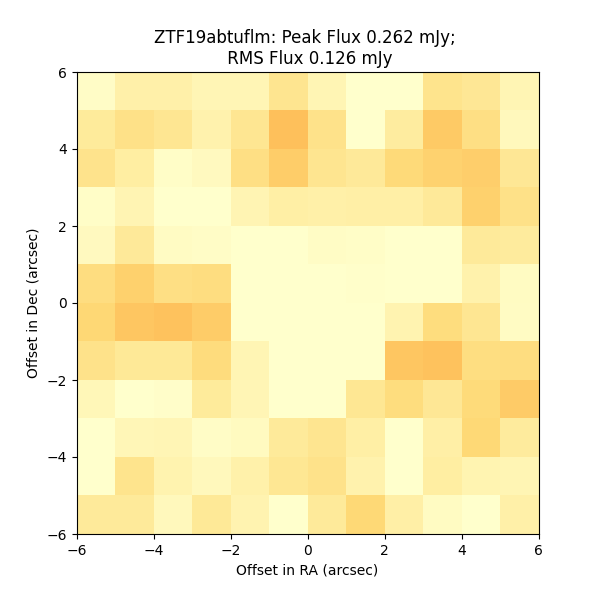 ZTF19abtuflm: Peak Flux 0.262 mJy;
RMS Flux 0.126 mJy
6
4
2
0
−2
−4
−6
Offset in Dec (arcsec)
−6 −4 −2 0 2 4 6
Offset in RA (arcsec)